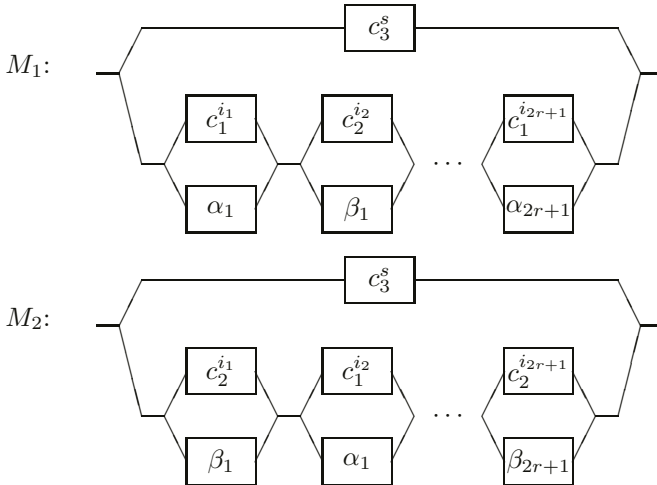 c_3^s
M_1:
c_1^{i_1} c_2^{i_2} c_1^{i_{2r+1}}
⋯
α_1 β_1 α_{2r+1}
c_3^s
M_2:
c_2^{i_1} c_1^{i_2} c_2^{i_{2r+1}}
⋯
β_1 α_1 β_{2r+1}